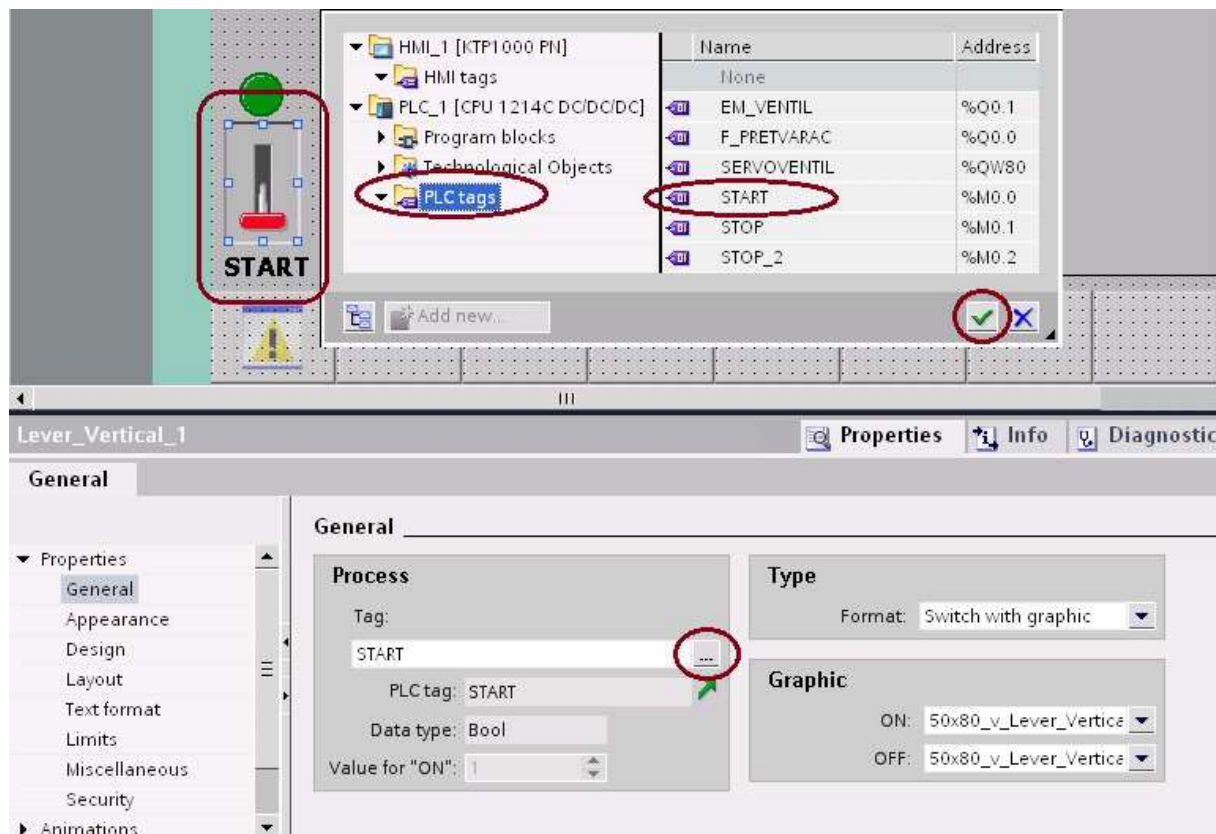 HMI_1 [KTP1000 PN]
HMI tags
PLC_1 [CPU 1214C DC/DC/DC]
Program blocks
Technological Objects
PLC tags
Name Address
None
EM_VENTIL %Q0.1
F_PRETVARAC %Q0.0
SERVOVENTIL %QW80
START %M0.0
STOP %M0.1
STOP_2 %M0.2
Add new...
START
Lever_Vertical_1
Properties Info Diagnostic
General
Properties
General
Appearance
Design
Layout
Text format
Limits
Miscellaneous
Security
Animations
General
Process
Tag:
START ...
PLC tag: START
Data type: Bool
Value for "ON": 1
Type
Format: Switch with graphic
Graphic
ON: 50x80_v_Lever_Vertica
OFF: 50x80_v_Lever_Vertica